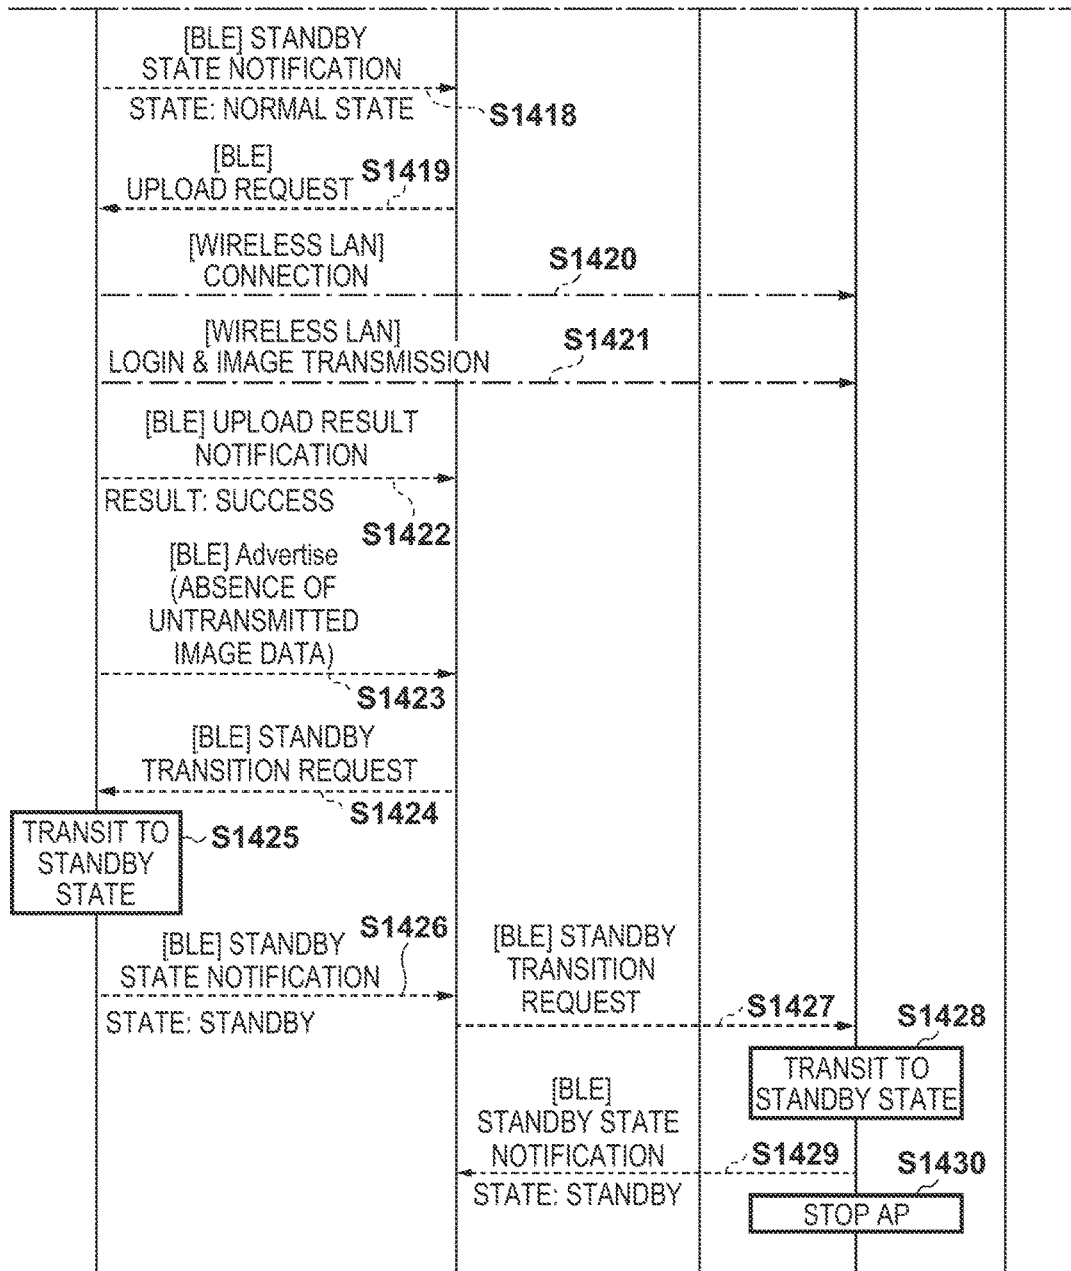 [BLE] STANDBY
STATE NOTIFICATION
STATE: NORMAL STATE
S1418
[BLE]
UPLOAD REQUEST
S1419
[WIRELESS LAN]
CONNECTION
S1420
[WIRELESS LAN]
LOGIN & IMAGE TRANSMISSION
S1421
[BLE] UPLOAD RESULT
NOTIFICATION
RESULT: SUCCESS
S1422
[BLE] Advertise
(ABSENCE OF
UNTRANSMITTED
IMAGE DATA)
S1423
[BLE] STANDBY
TRANSITION REQUEST
S1424
TRANSIT TO
STANDBY
STATE
S1425
[BLE] STANDBY
STATE NOTIFICATION
S1426
STATE: STANDBY
[BLE] STANDBY
TRANSITION
REQUEST
S1427
S1428
TRANSIT TO
STANDBY STATE
[BLE]
STANDBY STATE
NOTIFICATION
S1429
STATE: STANDBY
S1430
STOP AP